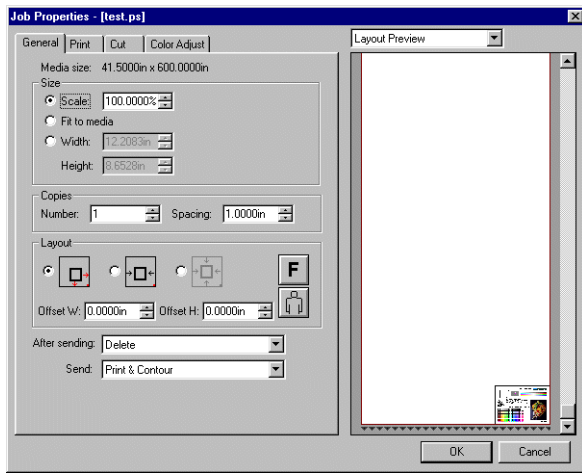 Job Properties - [test.ps]
General Print Cut Color Adjust
Layout Preview
Media size: 41.5000in x 600.0000in
Size
Scale: 100.0000%
Fit to media
Width: 12.2083in
Height: 8.6528in
Copies
Number: 1 Spacing: 1.0000in
Layout
F
Offset W: 0.0000in Offset H: 0.0000in
After sending: Delete
Send: Print & Contour
OK Cancel